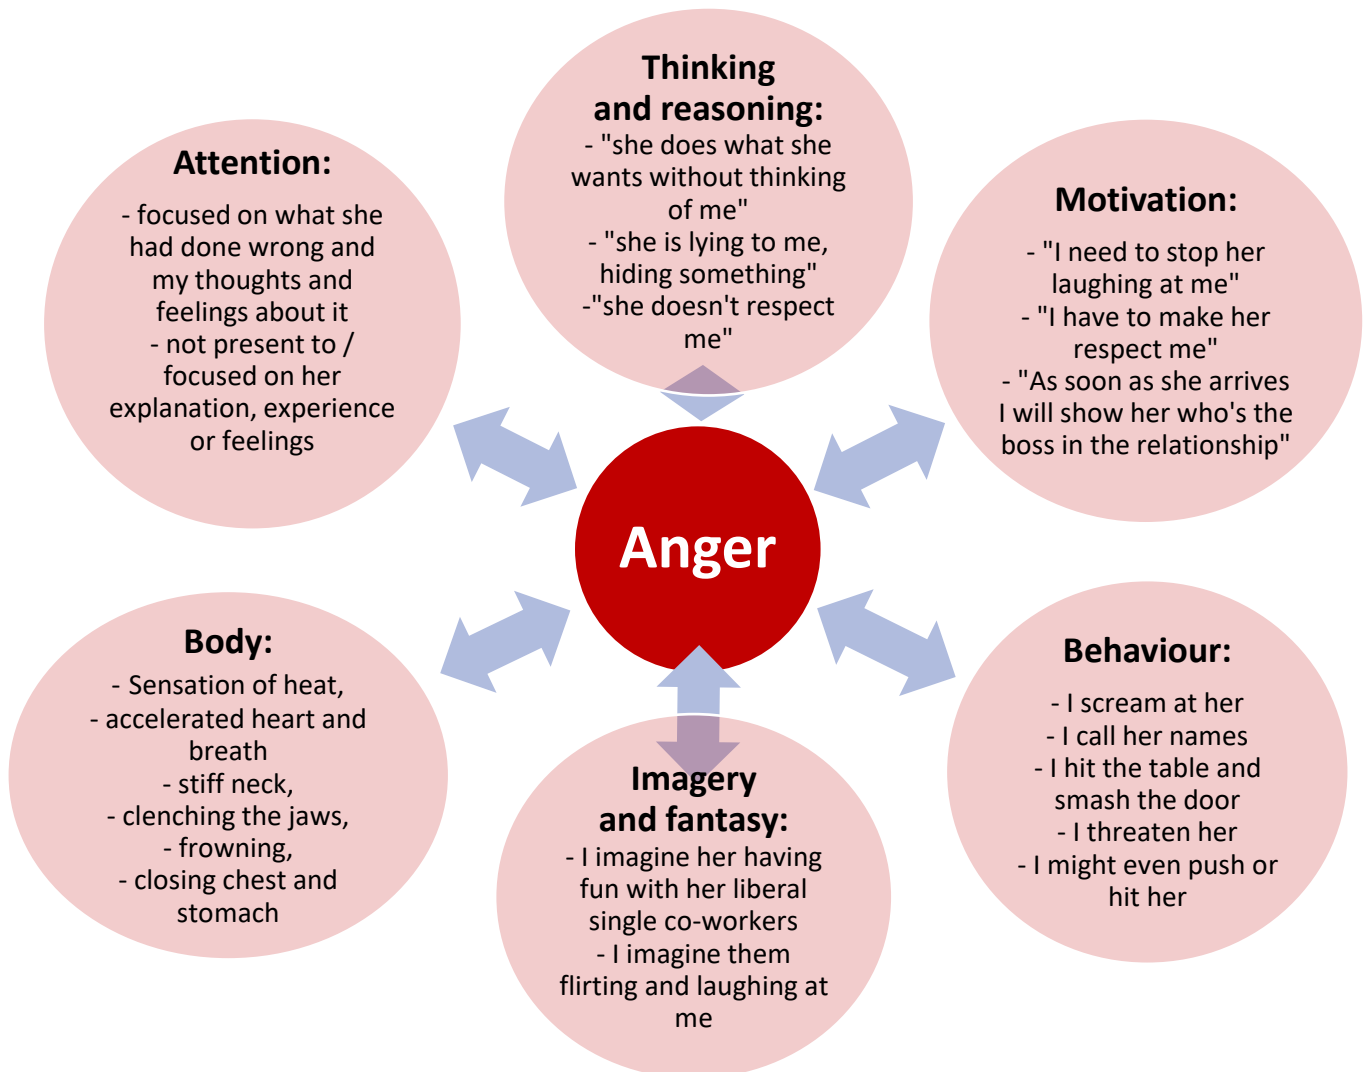 Thinking
and reasoning:
- "she does what she
wants without thinking
of me"
- "she is lying to me,
hiding something"
-"she doesn't respect
me"
Attention:
- focused on what she
had done wrong and
my thoughts and
feelings about it
- not present to /
focused on her
explanation, experience
or feelings
Motivation:
- "I need to stop her
laughing at me"
- "I have to make her
respect me"
- "As soon as she arrives
I will show her who's the
boss in the relationship"
Anger
Body:
- Sensation of heat,
- accelerated heart and
breath
- stiff neck,
- clenching the jaws,
- frowning,
- closing chest and
stomach
Imagery
and fantasy:
- I imagine her having
fun with her liberal
single co-workers
- I imagine them
flirting and laughing at
me
Behaviour:
- I scream at her
- I call her names
- I hit the table and
smash the door
- I threaten her
- I might even push or
hit her